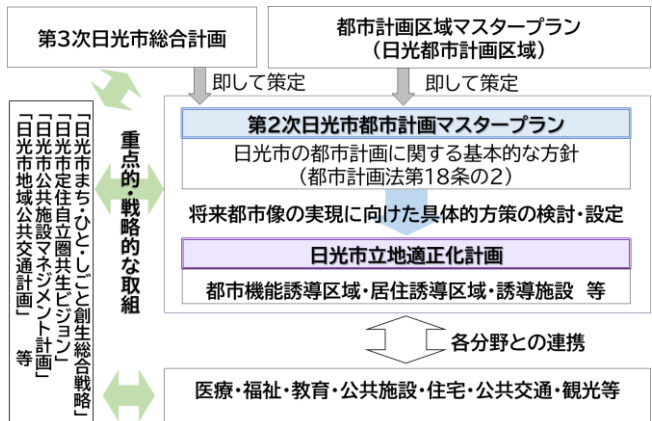 第3次日光市総合計画
都市計画区域マスタープラン
（日光都市計画区域）
即して策定
即して策定
「日光市まち・ひと・しごと創生総合戦略」
「日光市定住自立圏共生ビジョン」
「日光市公共施設マネジメント計画」
「日光市地域公共交通計画」　等
重点的・戦略的な取組
第2次日光市都市計画マスタープラン
日光市の都市計画に関する基本的な方針
（都市計画法第18条の2）
将来都市像の実現に向けた具体的方策の検討・設定
日光市立地適正化計画
都市機能誘導区域・居住誘導区域・誘導施設　等
各分野との連携
医療・福祉・教育・公共施設・住宅・公共交通・観光等